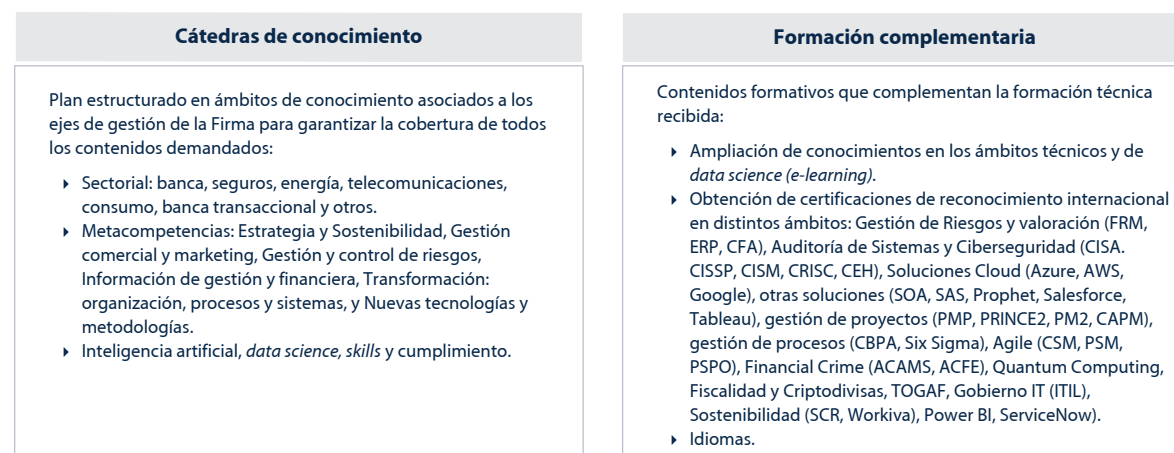 Cátedras de conocimiento
Plan estructurado en ámbitos de conocimiento asociados a los
ejes de gestión de la Firma para garantizar la cobertura de todos
los contenidos demandados:
Sectorial: banca, seguros, energía, telecomunicaciones,
consumo, banca transaccional y otros.
Metacompetencias: Estrategia y Sostenibilidad, Gestión
comercial y marketing, Gestión y control de riesgos,
Información de gestión y financiera, Transformación:
organización, procesos y sistemas, y Nuevas tecnologías y
metodologías.
Inteligencia artificial, data science, skills y cumplimiento.
Formación complementaria
Contenidos formativos que complementan la formación técnica
recibida:
Ampliación de conocimientos en los ámbitos técnicos y de
data science (e-learning).
Obtención de certificaciones de reconocimiento internacional
en distintos ámbitos: Gestión de Riesgos y valoración (FRM,
ERP, CFA), Auditoría de Sistemas y Ciberseguridad (CISA.
CISSP, CISM, CRISC, CEH), Soluciones Cloud (Azure, AWS,
Google), otras soluciones (SOA, SAS, Prophet, Salesforce,
Tableau), gestión de proyectos (PMP, PRINCE2, PM2, CAPM),
gestión de procesos (CBPA, Six Sigma), Agile (CSM, PSM,
PSPO), Financial Crime (ACAMS, ACFE), Quantum Computing,
Fiscalidad y Criptodivisas, TOGAF, Gobierno IT (ITIL),
Sostenibilidad (SCR, Workiva), Power BI, ServiceNow).
Idiomas.